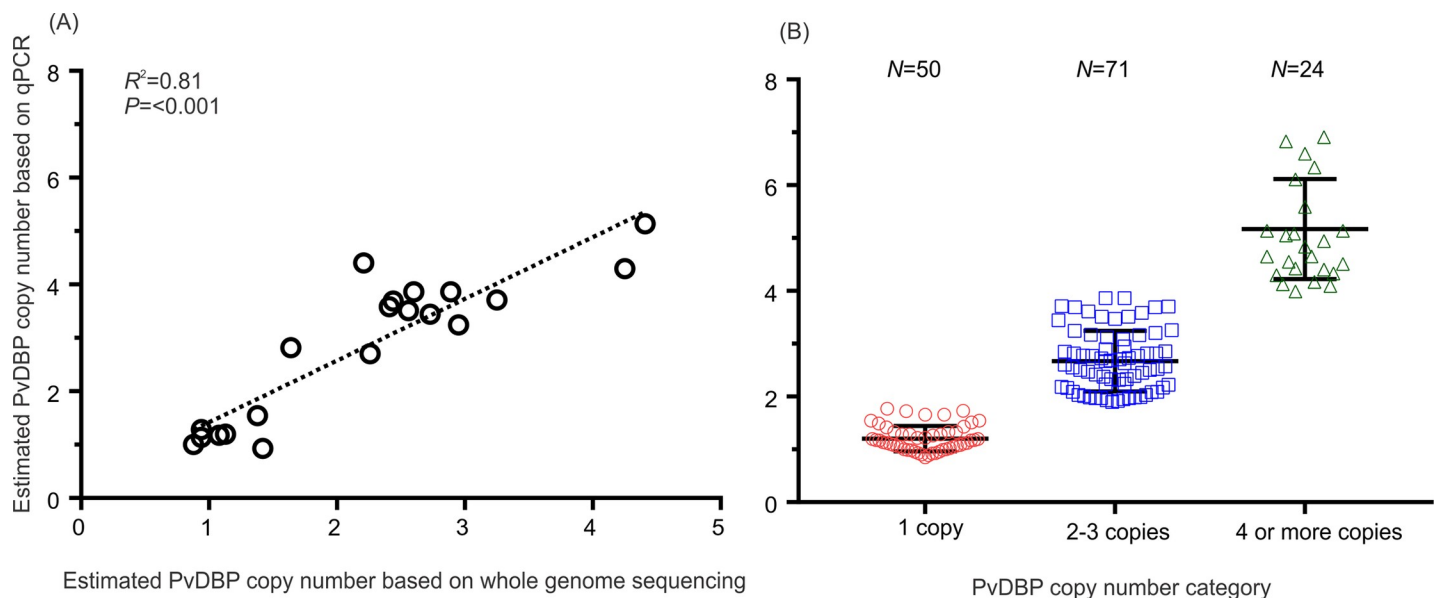 (A)
Estimated PvDBP copy number based on qPCR
R²=0.81
P=<0.001
8
6
4
2
0
0 1 2 3 4 5
Estimated PvDBP copy number based on whole genome sequencing
(B)
N=50 N=71 N=24
8
6
4
2
0
1 copy 2-3 copies 4 or more copies
PvDBP copy number category